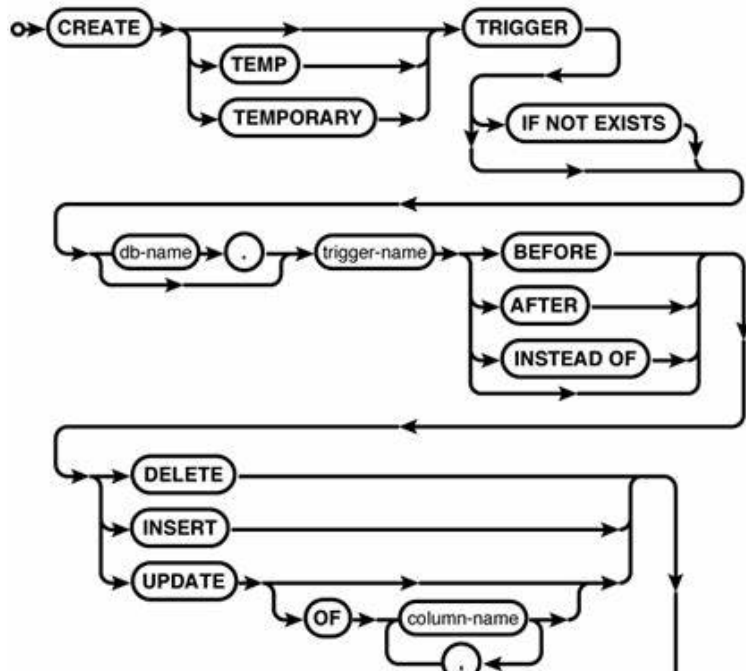 CREATE TRIGGER
TEMP
TEMPORARY IF NOT EXISTS
db-name . trigger-name BEFORE
AFTER
INSTEAD OF
DELETE
INSERT
UPDATE
OF column-name
,